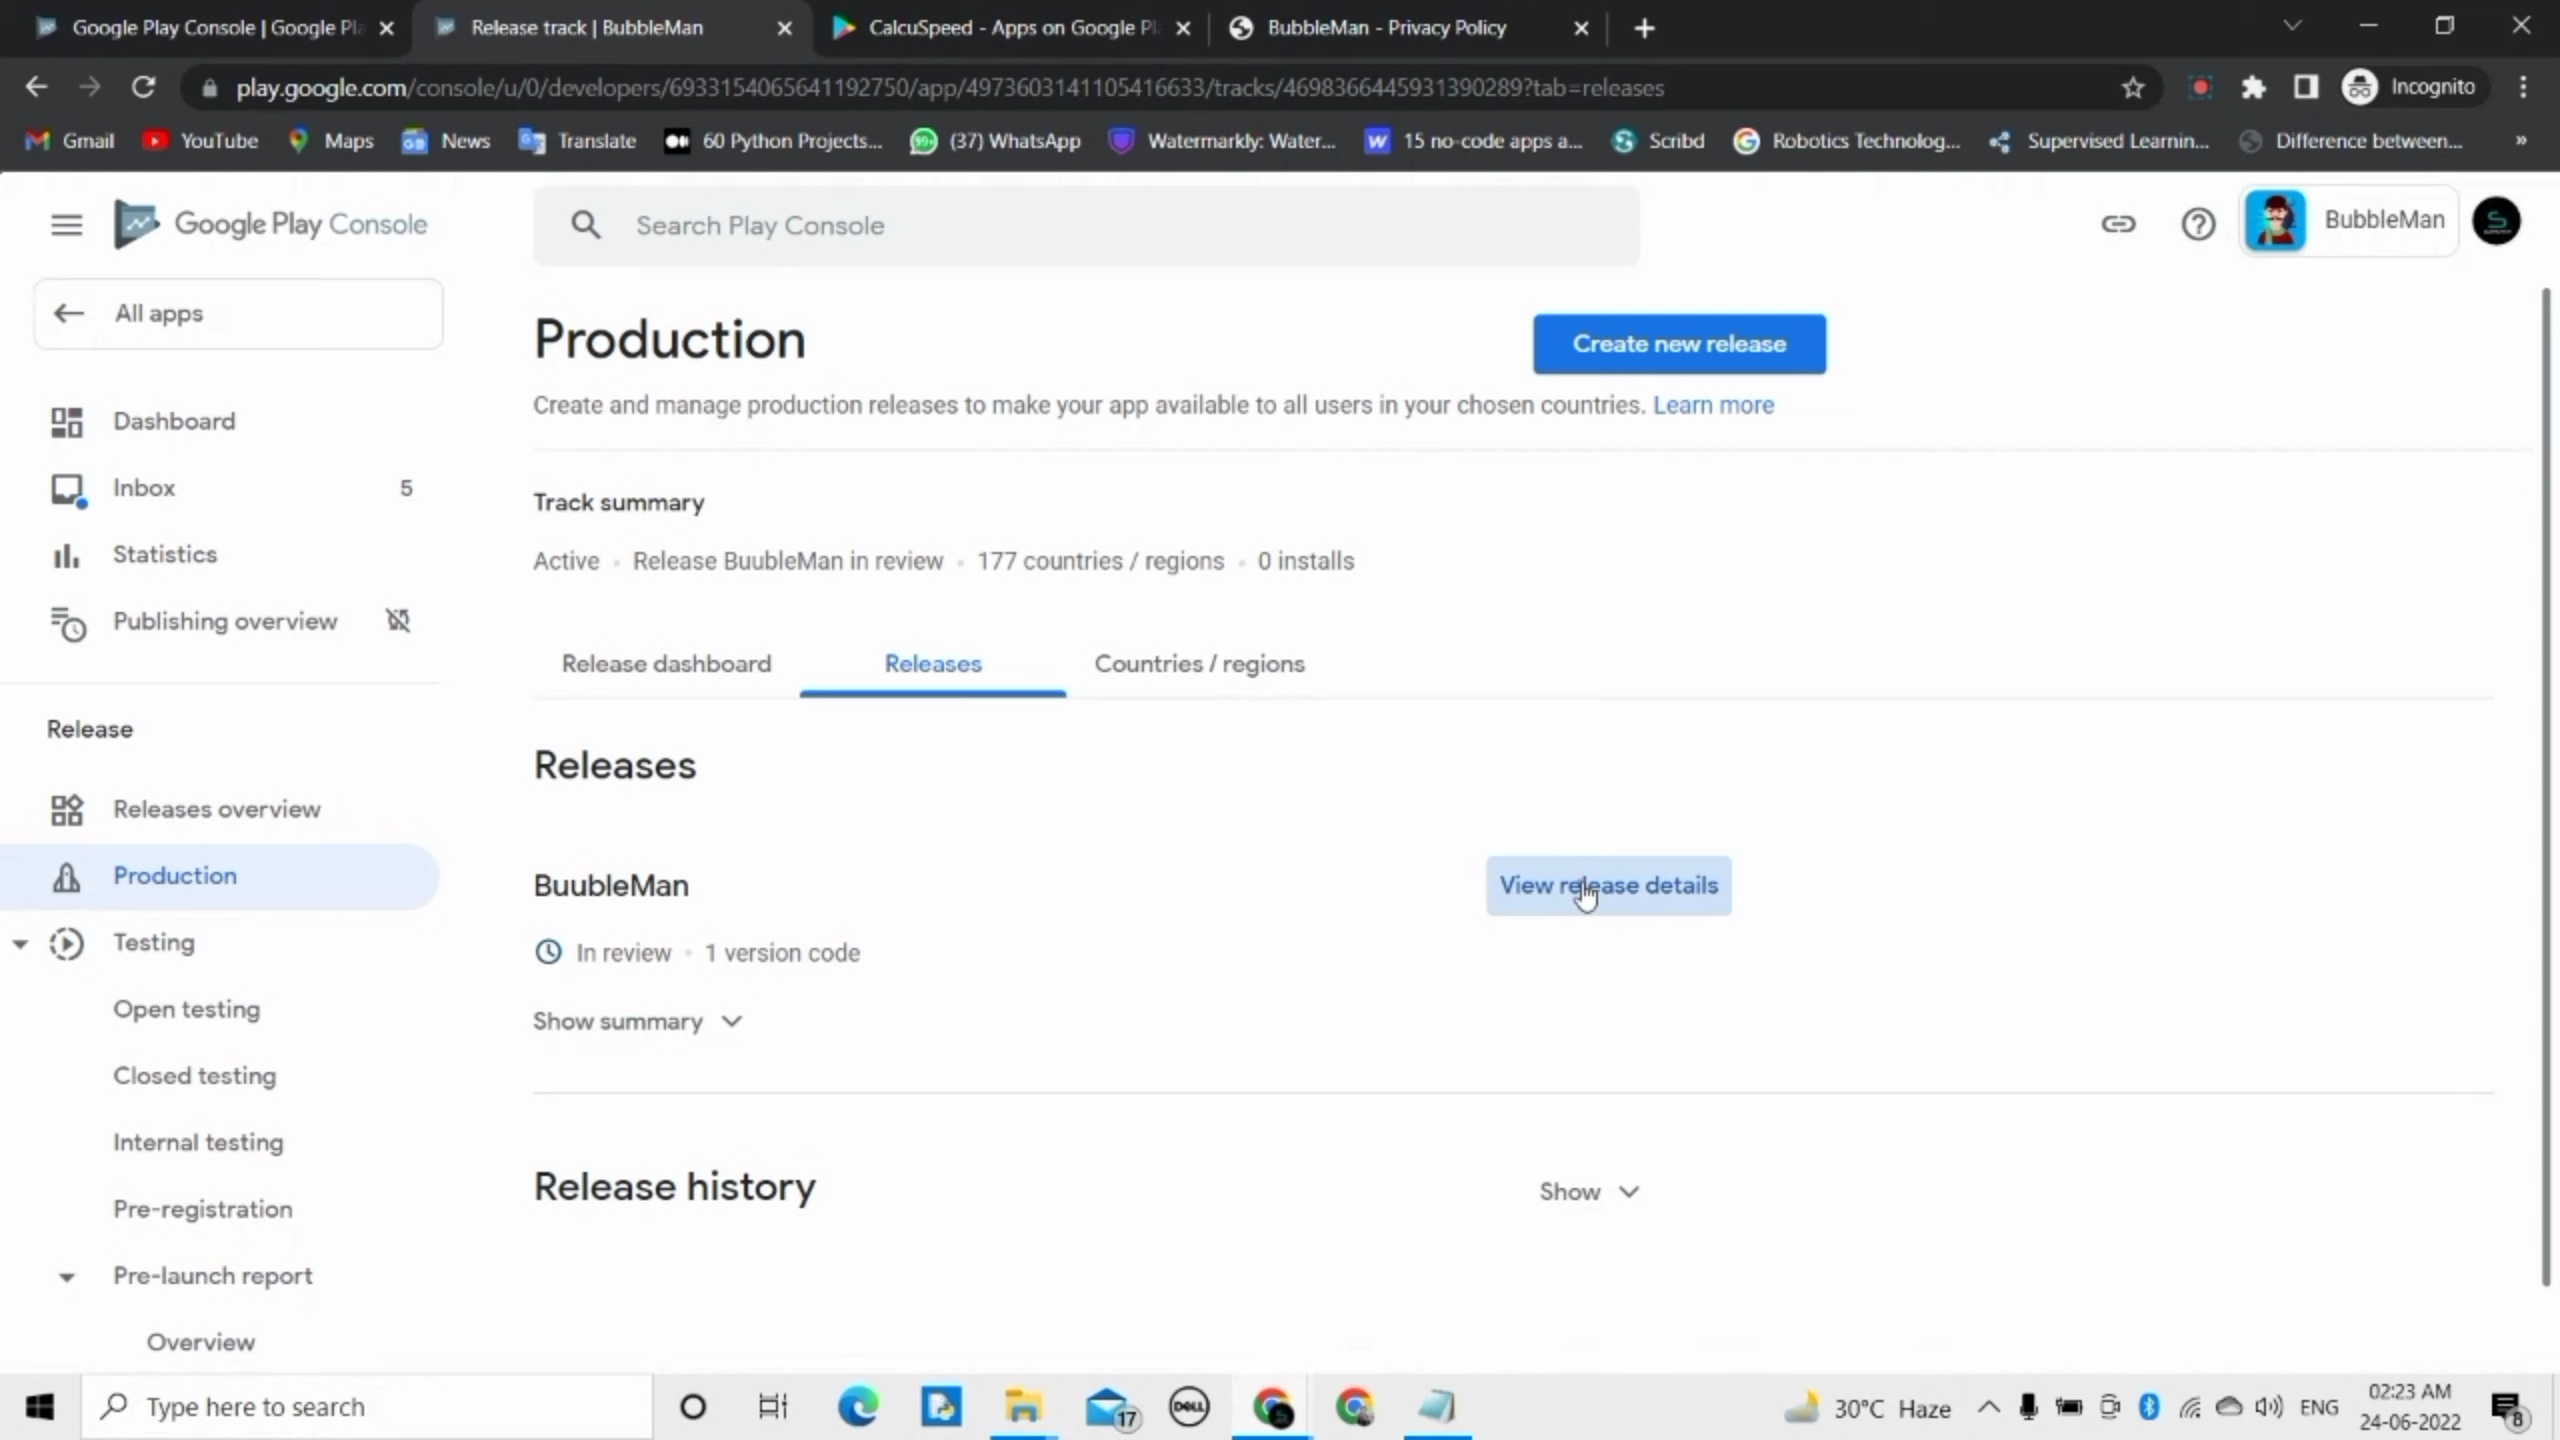 Google Play Console | Google Pla
Release track | BubbleMan
CalcuSpeed - Apps on Google Pl
BubbleMan - Privacy Policy
play.google.com/console/u/0/developers/6933154065641192750/app/4973603141105416633/tracks/4698366445931390289?tab=releases
Incognito
Gmail
YouTube
Maps
News
Translate
60 Python Projects...
(37) WhatsApp
Watermarkly: Water...
15 no-code apps a...
Scribd
Robotics Technolog...
Supervised Learnin...
Difference between...
»
Google Play Console
Search Play Console
BubbleMan
All apps
Dashboard
Inbox 5
Statistics
Publishing overview
Release
Releases overview
Production
Testing
Open testing
Closed testing
Internal testing
Pre-registration
Pre-launch report
Overview
Production
Create new release
Create and manage production releases to make your app available to all users in your chosen countries. Learn more
Track summary
Active • Release BuubleMan in review • 177 countries / regions • 0 installs
Release dashboard
Releases
Countries / regions
Releases
BuubleMan
View release details
In review • 1 version code
Show summary
Release history
Show
Type here to search
17
DELL
30°C Haze
ENG
02:23 AM
24-06-2022
8